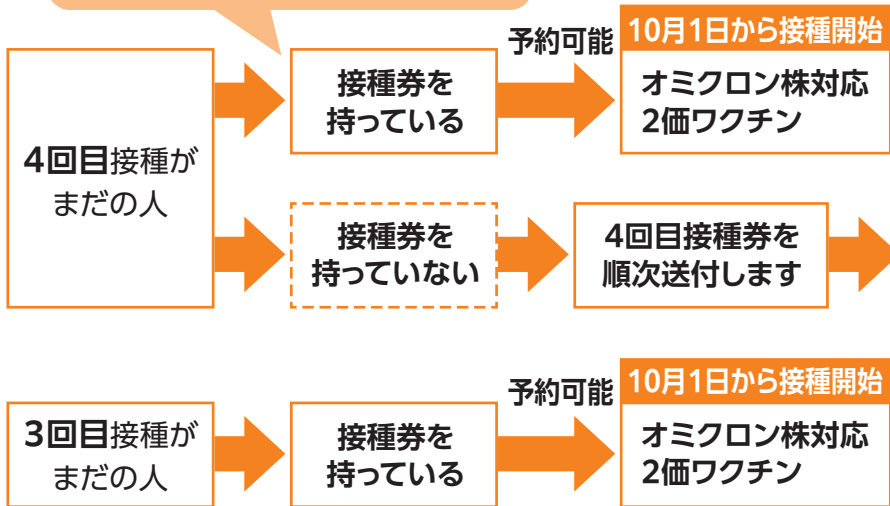 4回目接種が
まだの人
接種券を
持っている
予約可能
10月1日から接種開始
オミクロン株対応
2価ワクチン
接種券を
持っていない
4回目接種券を
順次送付します
3回目接種が
まだの人
接種券を
持っている
予約可能
10月1日から接種開始
オミクロン株対応
2価ワクチン